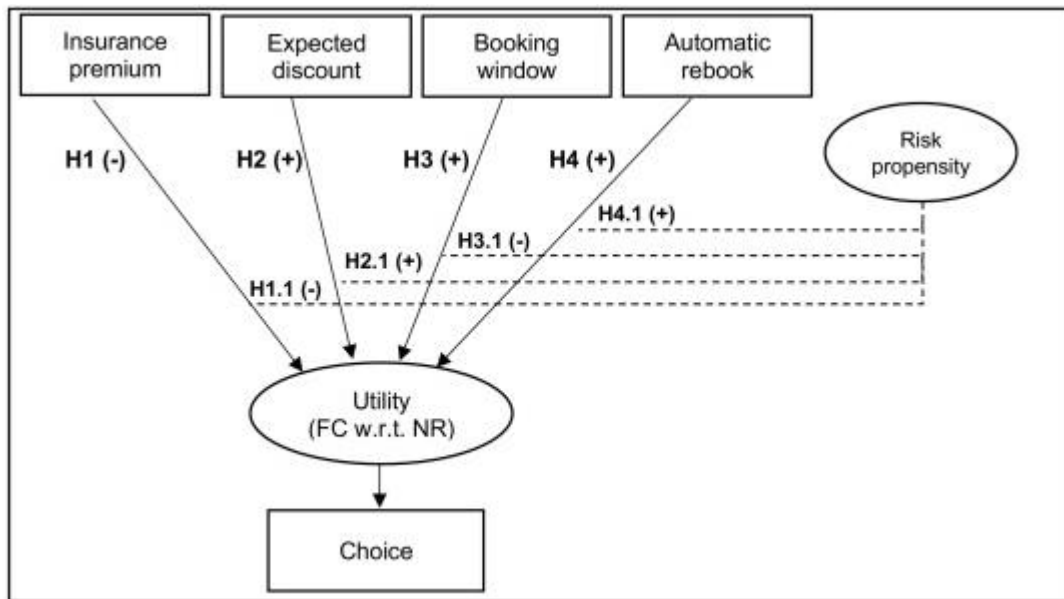 Insurance
premium
Expected
discount
Booking
window
Automatic
rebook
Risk
propensity
H1 (-)
H2 (+)
H3 (+)
H4 (+)
H4.1 (+)
H3.1 (-)
H2.1 (+)
H1.1 (-)
Utility
(FC w.r.t. NR)
Choice